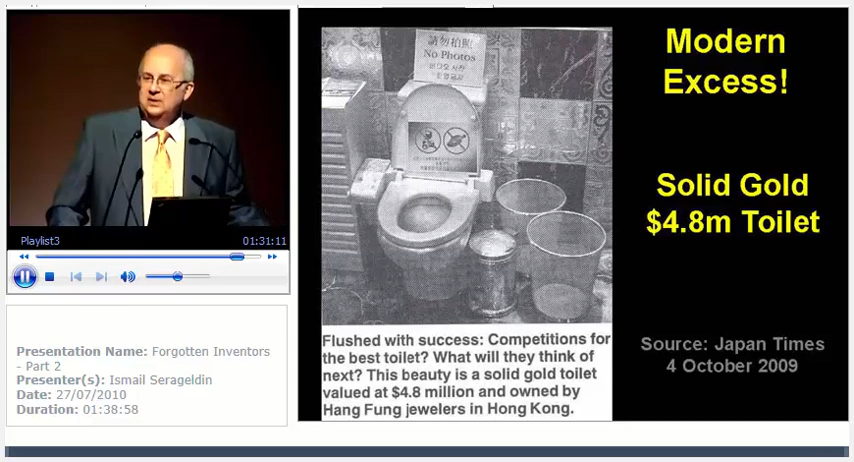 Playlist3
01:31:11
Presentation Name: Forgotten Inventors
- Part 2
Presenter(s): Ismail Serageldin
Date: 27/07/2010
Duration: 01:38:58
請勿拍照
No Photos
Flushed with success: Competitions for
the best toilet? What will they think of
next? This beauty is a solid gold toilet
valued at $4.8 million and owned by
Hang Fung jewelers in Hong Kong.
Modern
Excess!
Solid Gold
$4.8m Toilet
Source: Japan Times
4 October 2009